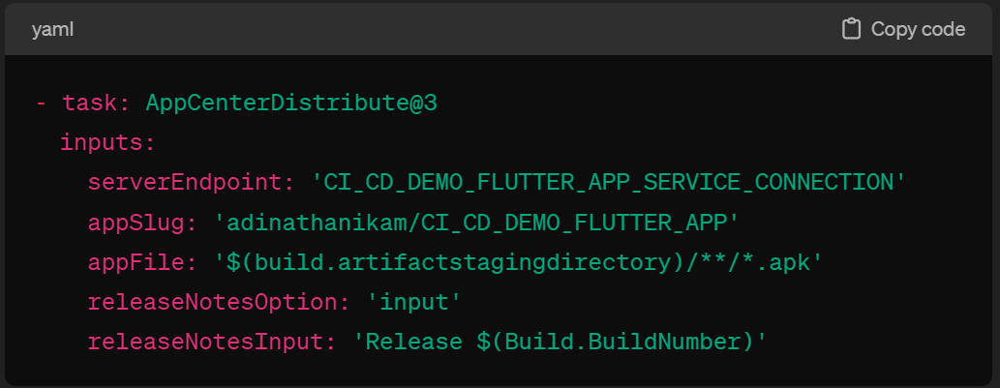 yaml
Copy code
- task: AppCenterDistribute@3
inputs:
serverEndpoint: 'CI_CD_DEMO_FLUTTER_APP_SERVICE_CONNECTION'
appSlug: 'adinathanikam/CI_CD_DEMO_FLUTTER_APP'
appFile: '$(build.artifactstagingdirectory)/**/*.apk'
releaseNotesOption: 'input'
releaseNotesInput: 'Release $(Build.BuildNumber)'